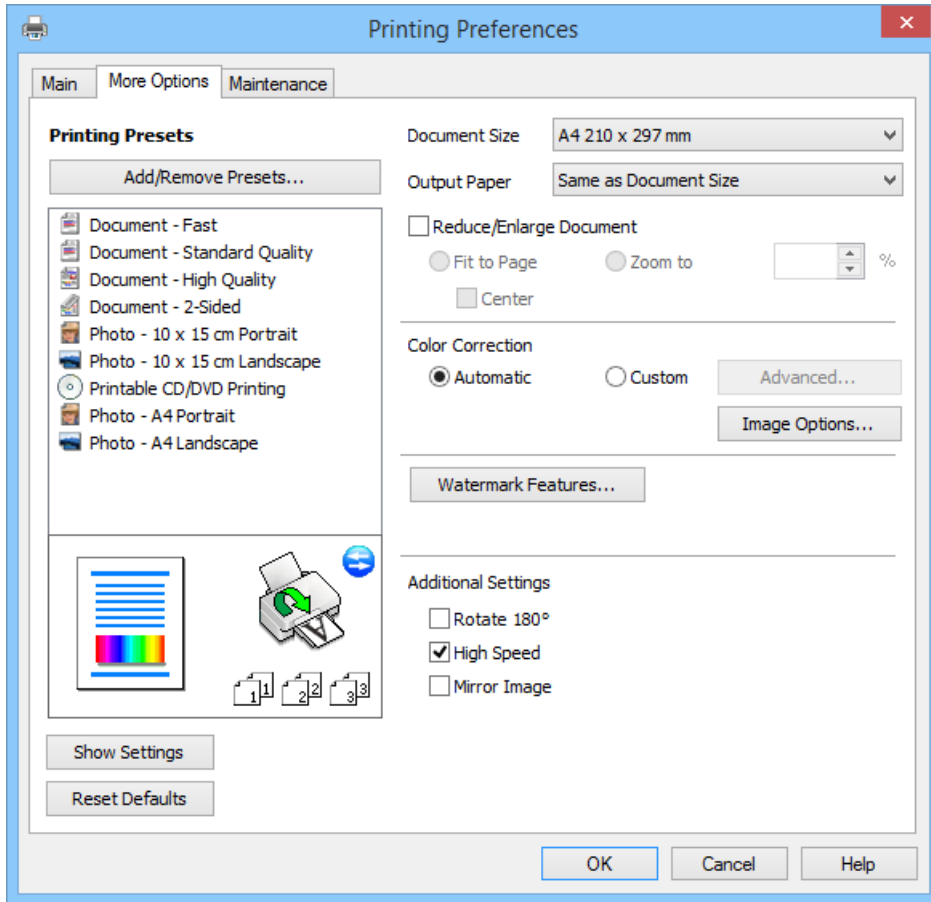 Printing Preferences
Main
More Options
Maintenance
Printing Presets
Add/Remove Presets...
Document - Fast
Document - Standard Quality
Document - High Quality
Document - 2-Sided
Photo - 10 x 15 cm Portrait
Photo - 10 x 15 cm Landscape
Printable CD/DVD Printing
Photo - A4 Portrait
Photo - A4 Landscape
A
1 1 2 2 3 3
Show Settings
Reset Defaults
Document Size A4 210 x 297 mm
Output Paper Same as Document Size
Reduce/Enlarge Document
Fit to Page Zoom to %
Center
Color Correction
Automatic Custom Advanced...
Image Options...
Watermark Features...
Additional Settings
Rotate 180°
High Speed
Mirror Image
OK Cancel Help